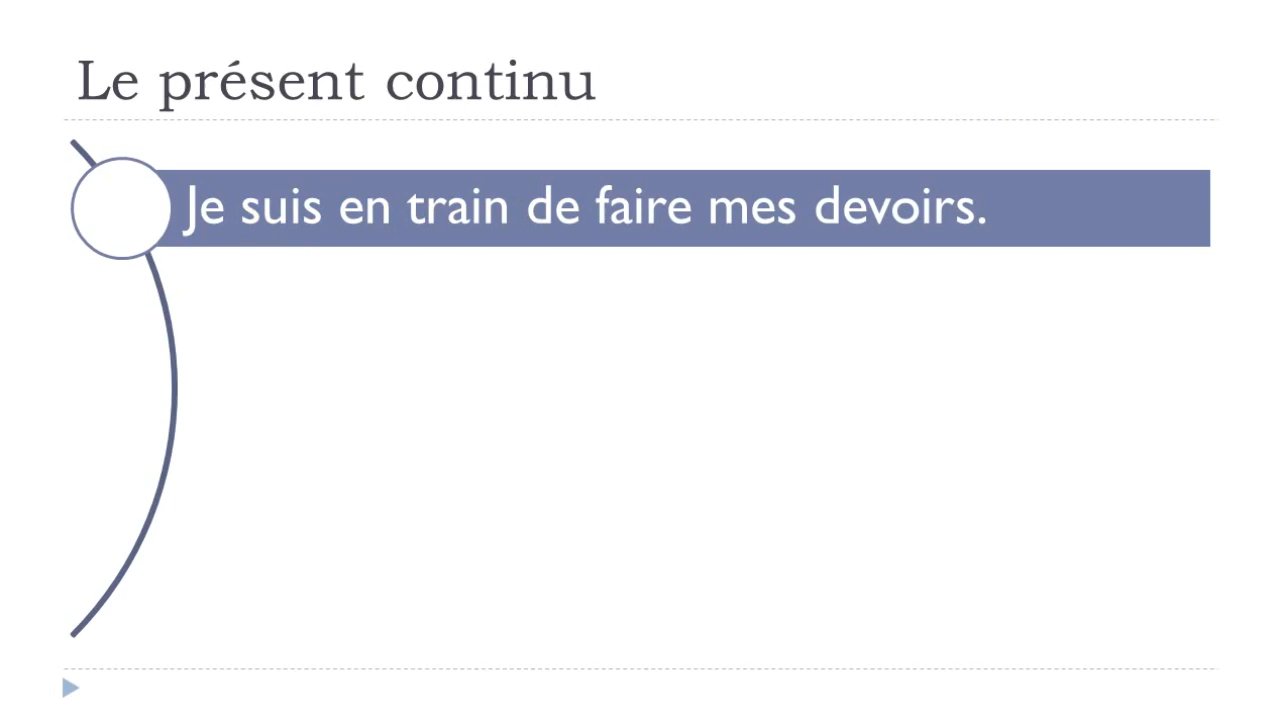 Le présent continu
Je suis en train de faire mes devoirs.